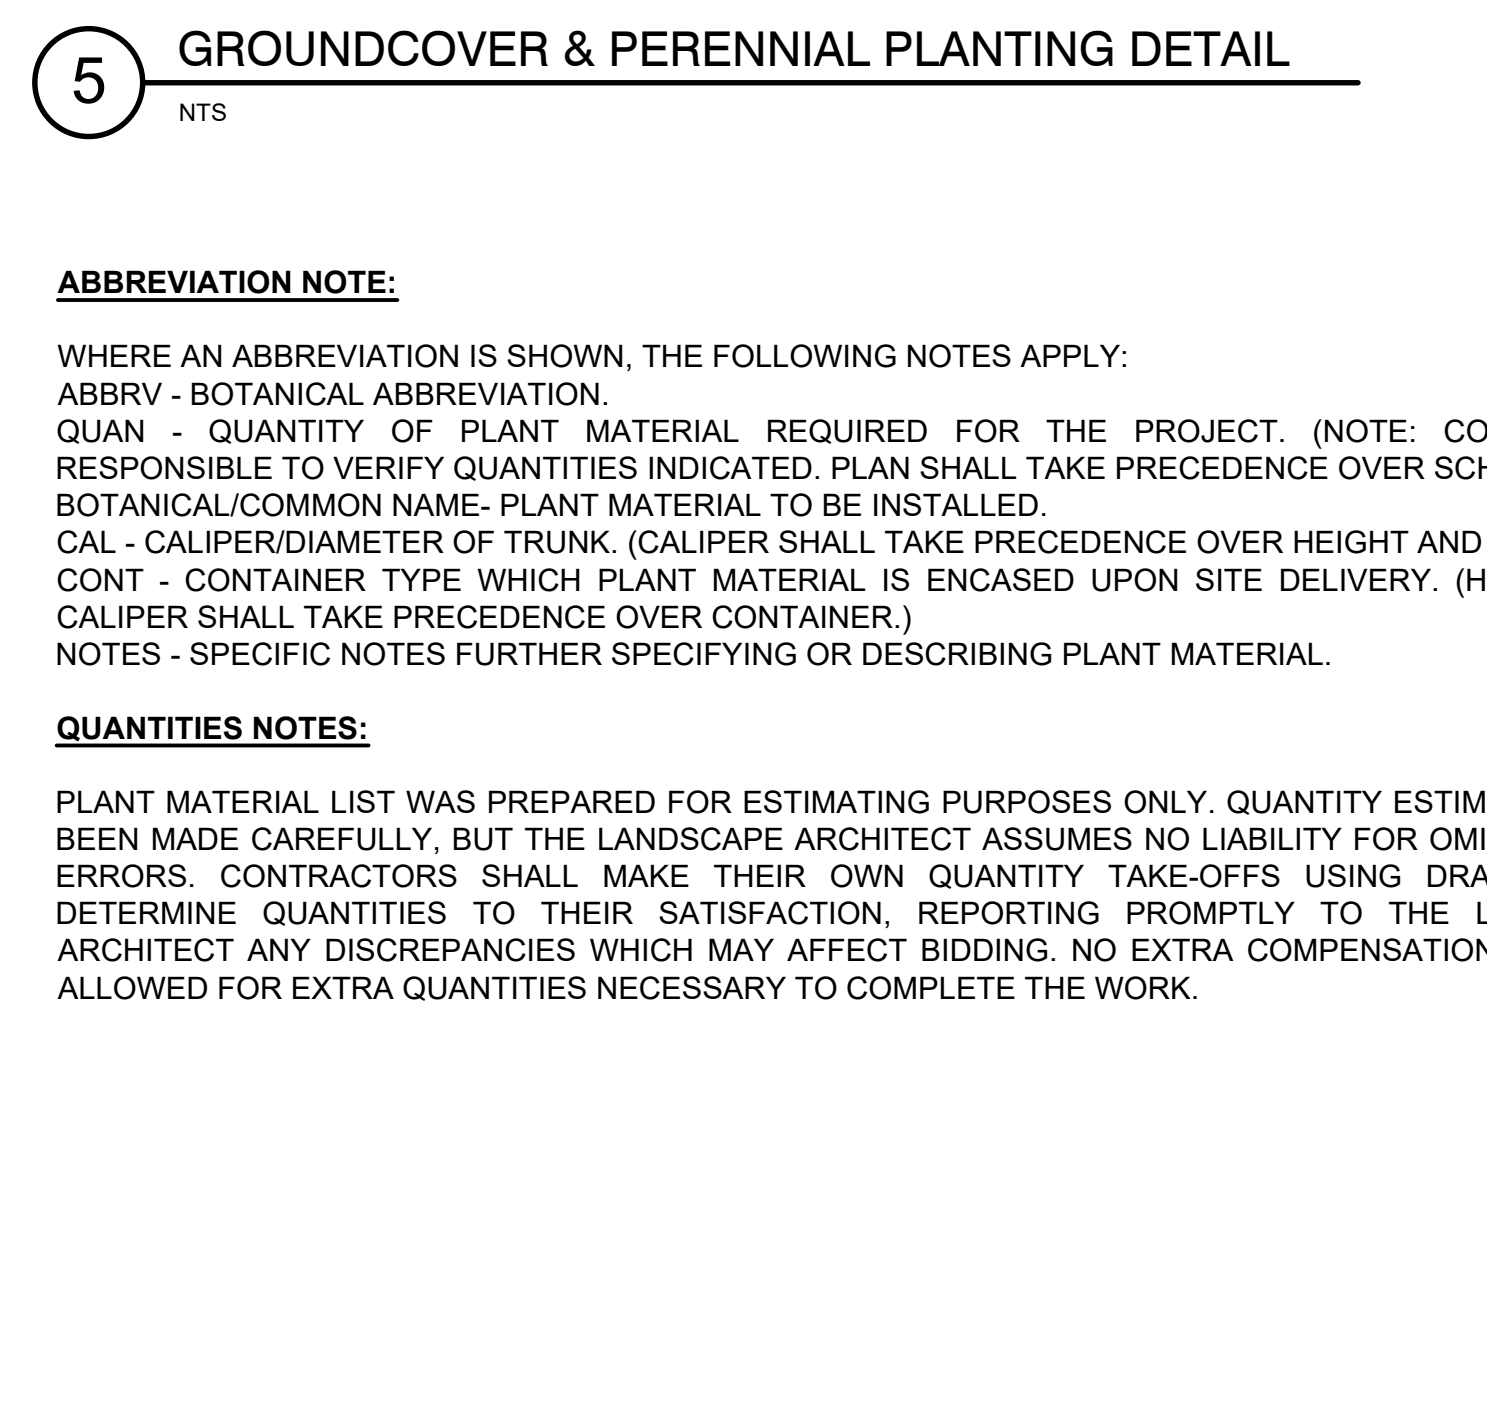 5
GROUNDCOVER & PERENNIAL PLANTING DETAIL
NTS
ABBREVIATION NOTE:
WHERE AN ABBREVIATION IS SHOWN, THE FOLLOWING NOTES APPLY:
ABBRV - BOTANICAL ABBREVIATION.
QUAN - QUANTITY OF PLANT MATERIAL REQUIRED FOR THE PROJECT. (NOTE:
RESPONSIBLE TO VERIFY QUANTITIES INDICATED. PLAN SHALL TAKE PRECEDENCE OVER
BOTANICAL/COMMON NAME- PLANT MATERIAL TO BE INSTALLED.
CAL - CALIPER/DIAMETER OF TRUNK. (CALIPER SHALL TAKE PRECEDENCE OVER HEIGHT AND
CONT - CONTAINER TYPE WHICH PLANT MATERIAL IS ENCASED UPON SITE DELIVERY.
CALIPER SHALL TAKE PRECEDENCE OVER CONTAINER.)
NOTES - SPECIFIC NOTES FURTHER SPECIFYING OR DESCRIBING PLANT MATERIAL.
QUANTITIES NOTES:
PLANT MATERIAL LIST WAS PREPARED FOR ESTIMATING PURPOSES ONLY. QUANTITY
BEEN MADE CAREFULLY, BUT THE LANDSCAPE ARCHITECT ASSUMES NO LIABILITY FOR
ERRORS. CONTRACTORS SHALL MAKE THEIR OWN QUANTITY TAKE-OFFS USING
DETERMINE QUANTITIES TO THEIR SATISFACTION, REPORTING PROMPTLY TO THE
ARCHITECT ANY DISCREPANCIES WHICH MAY AFFECT BIDDING. NO EXTRA COMPENSATION
ALLOWED FOR EXTRA QUANTITIES NECESSARY TO COMPLETE THE WORK.